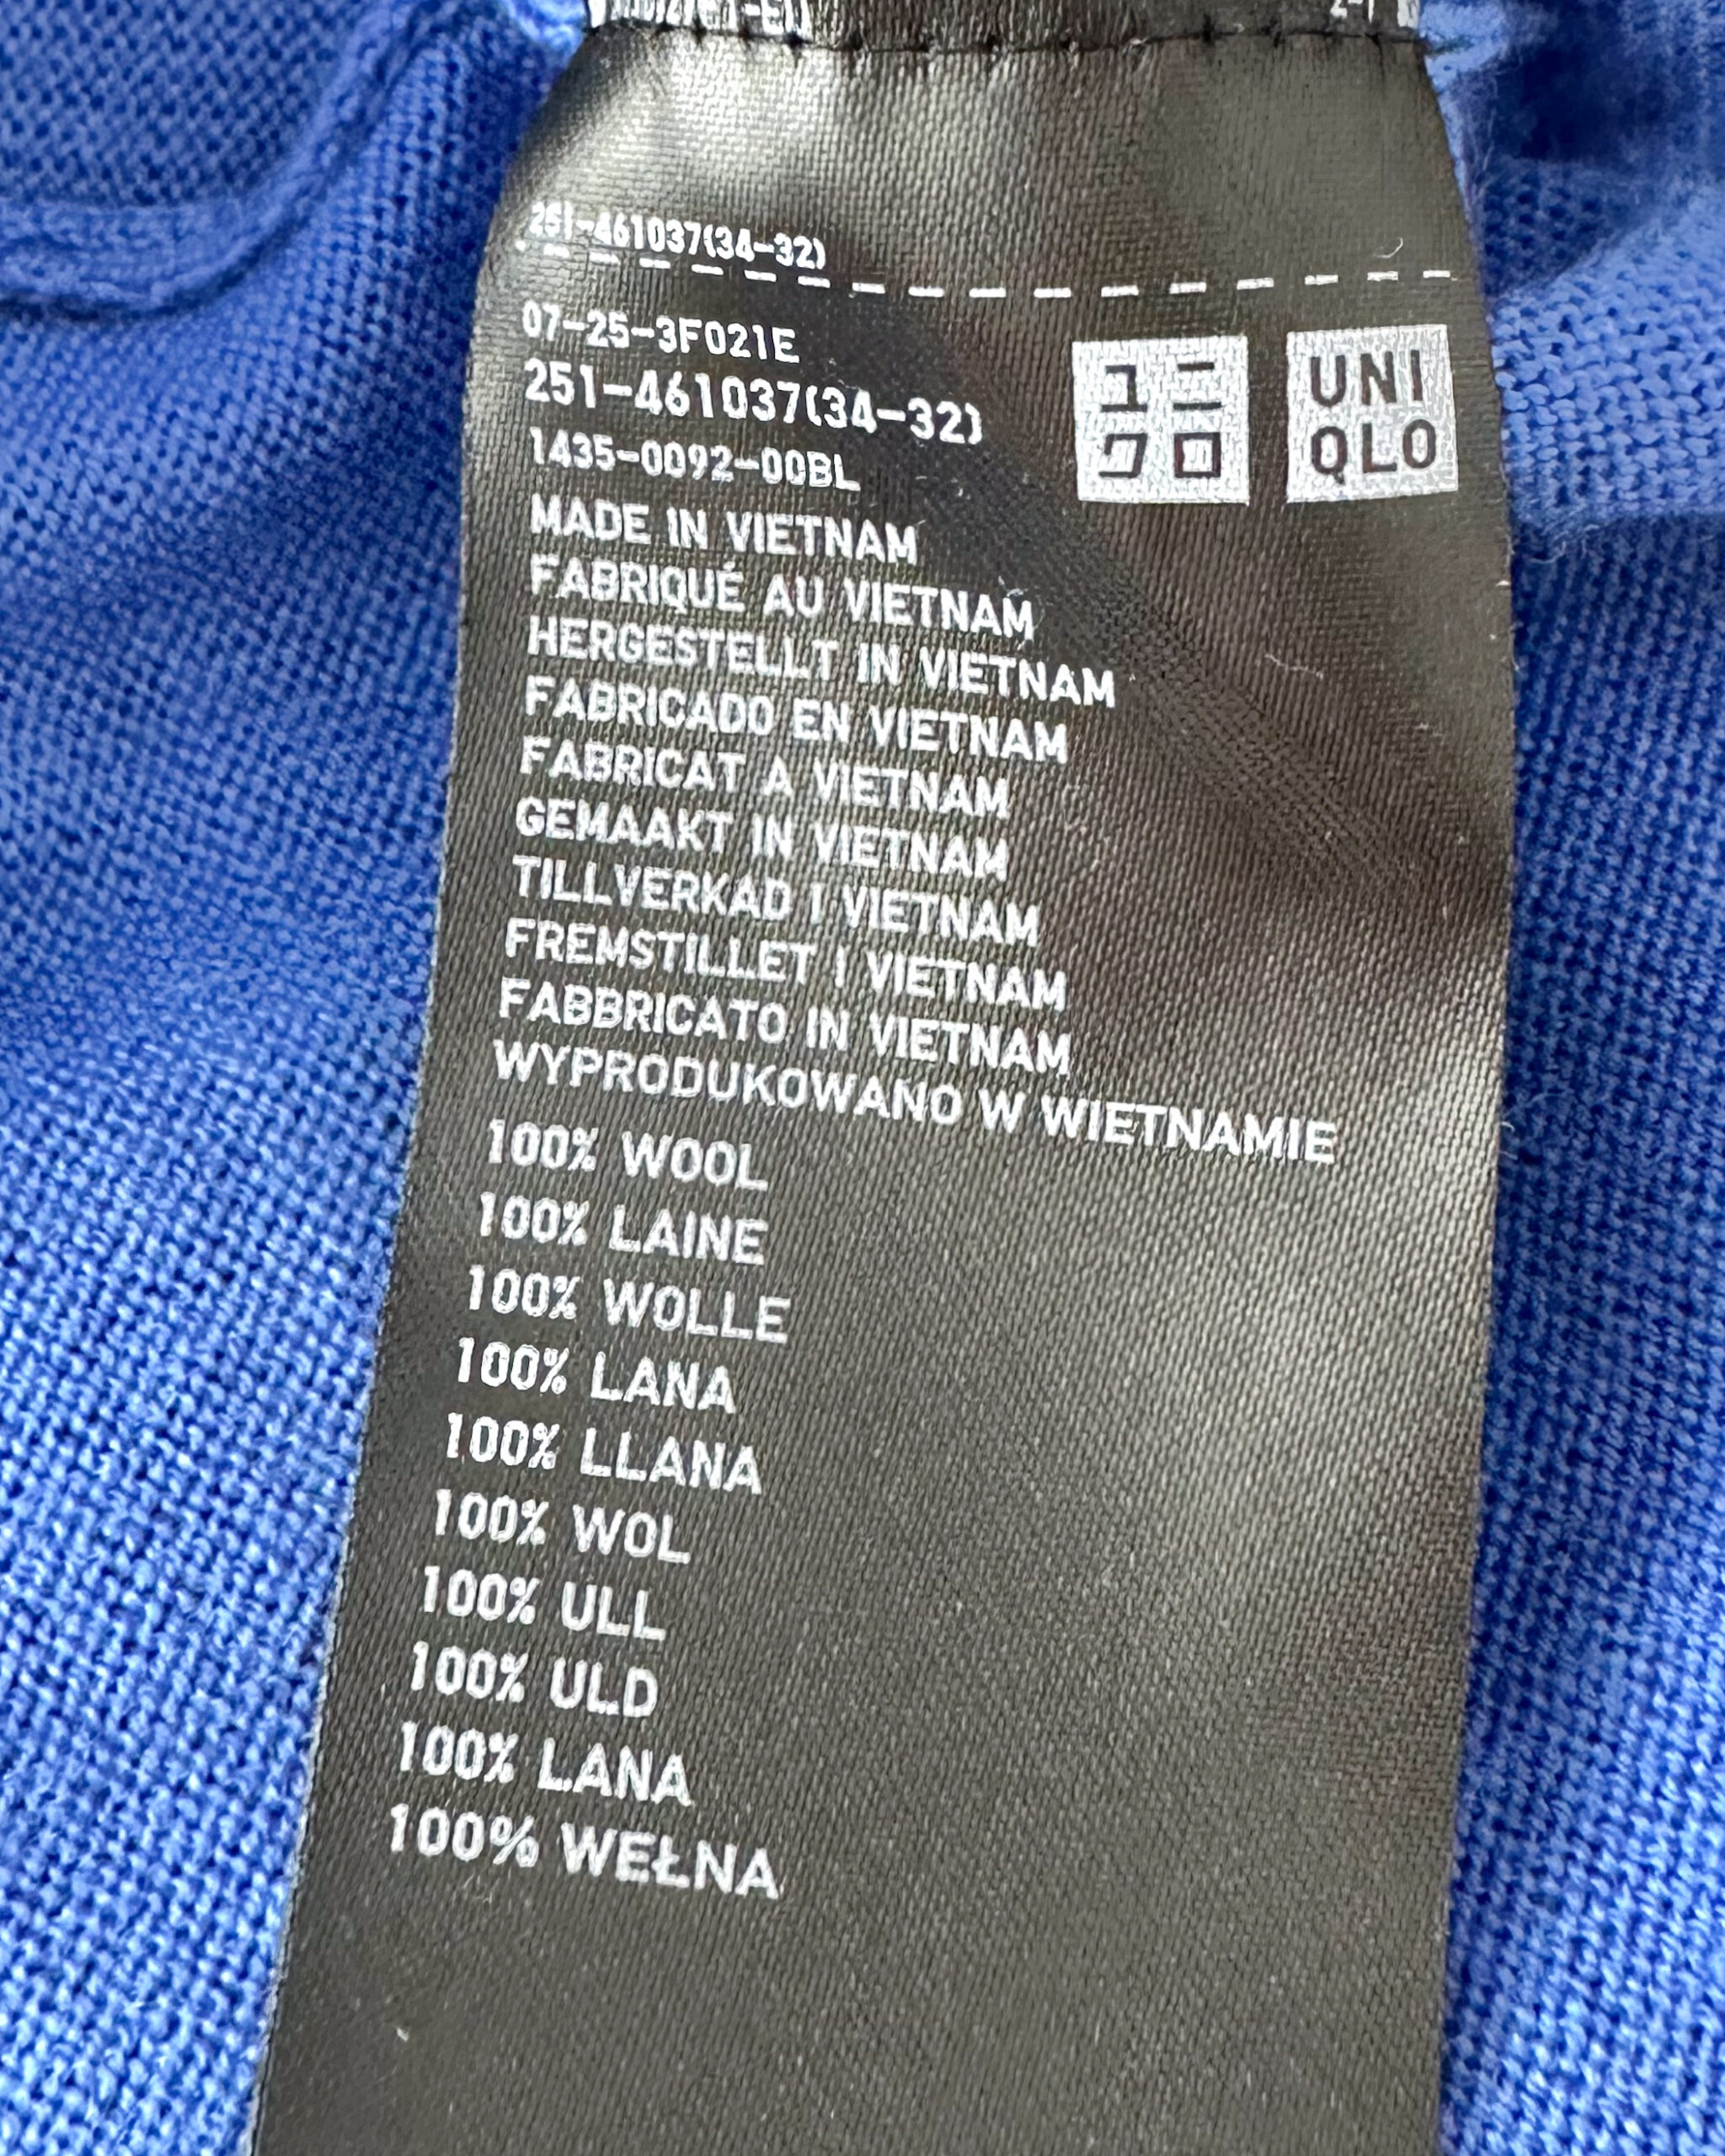 251-461037(34-32)
07-25-3F021E
251-461037(34-32)
1435-0092-00BL
ユニ
クロ
UNI
QLO
MADE IN VIETNAM
FABRIQUÉ AU VIETNAM
HERGESTELLT IN VIETNAM
FABRICADO EN VIETNAM
FABRICAT A VIETNAM
GEMAAKT IN VIETNAM
TILLVERKAD I VIETNAM
FREMSTILLET I VIETNAM
FABBRICATO IN VIETNAM
WYPRODUKOWANO W WIETNAMIE
100% WOOL
100% LAINE
100% WOLLE
100% LANA
100% LLANA
100% WOL
100% ULL
100% ULD
100% LANA
100% WEŁNA